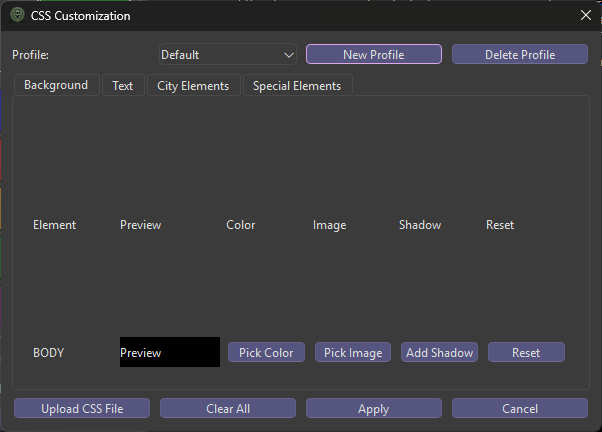 CSS Customization
Profile: Default New Profile Delete Profile
Background Text City Elements Special Elements
Element Preview Color Image Shadow Reset
BODY Preview Pick Color Pick Image Add Shadow Reset
Upload CSS File Clear All Apply Cancel